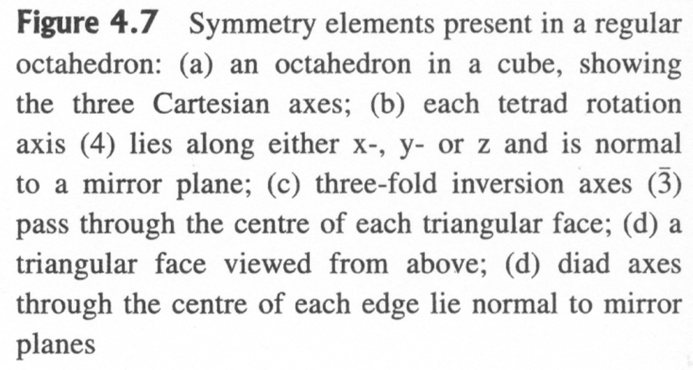 Figure 4.7 Symmetry elements present in a regular
octahedron: (a) an octahedron in a cube, showing
the three Cartesian axes; (b) each tetrad rotation
axis (4) lies along either x-, y- or z and is normal
to a mirror plane; (c) three-fold inversion axes (3̄)
pass through the centre of each triangular face; (d) a
triangular face viewed from above; (d) diad axes
through the centre of each edge lie normal to mirror
planes